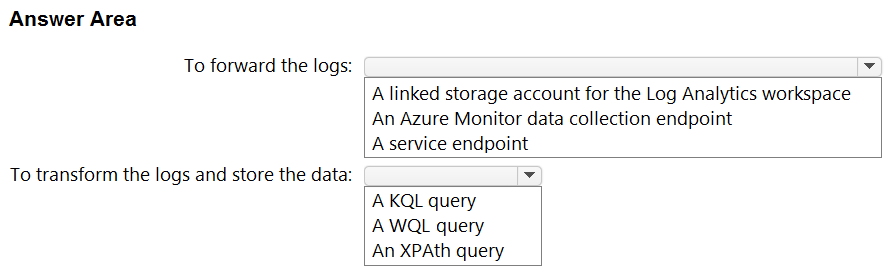 Answer Area
To forward the logs:
A linked storage account for the Log Analytics workspace
An Azure Monitor data collection endpoint
A service endpoint
To transform the logs and store the data:
A KQL query
A WQL query
An XPAth query